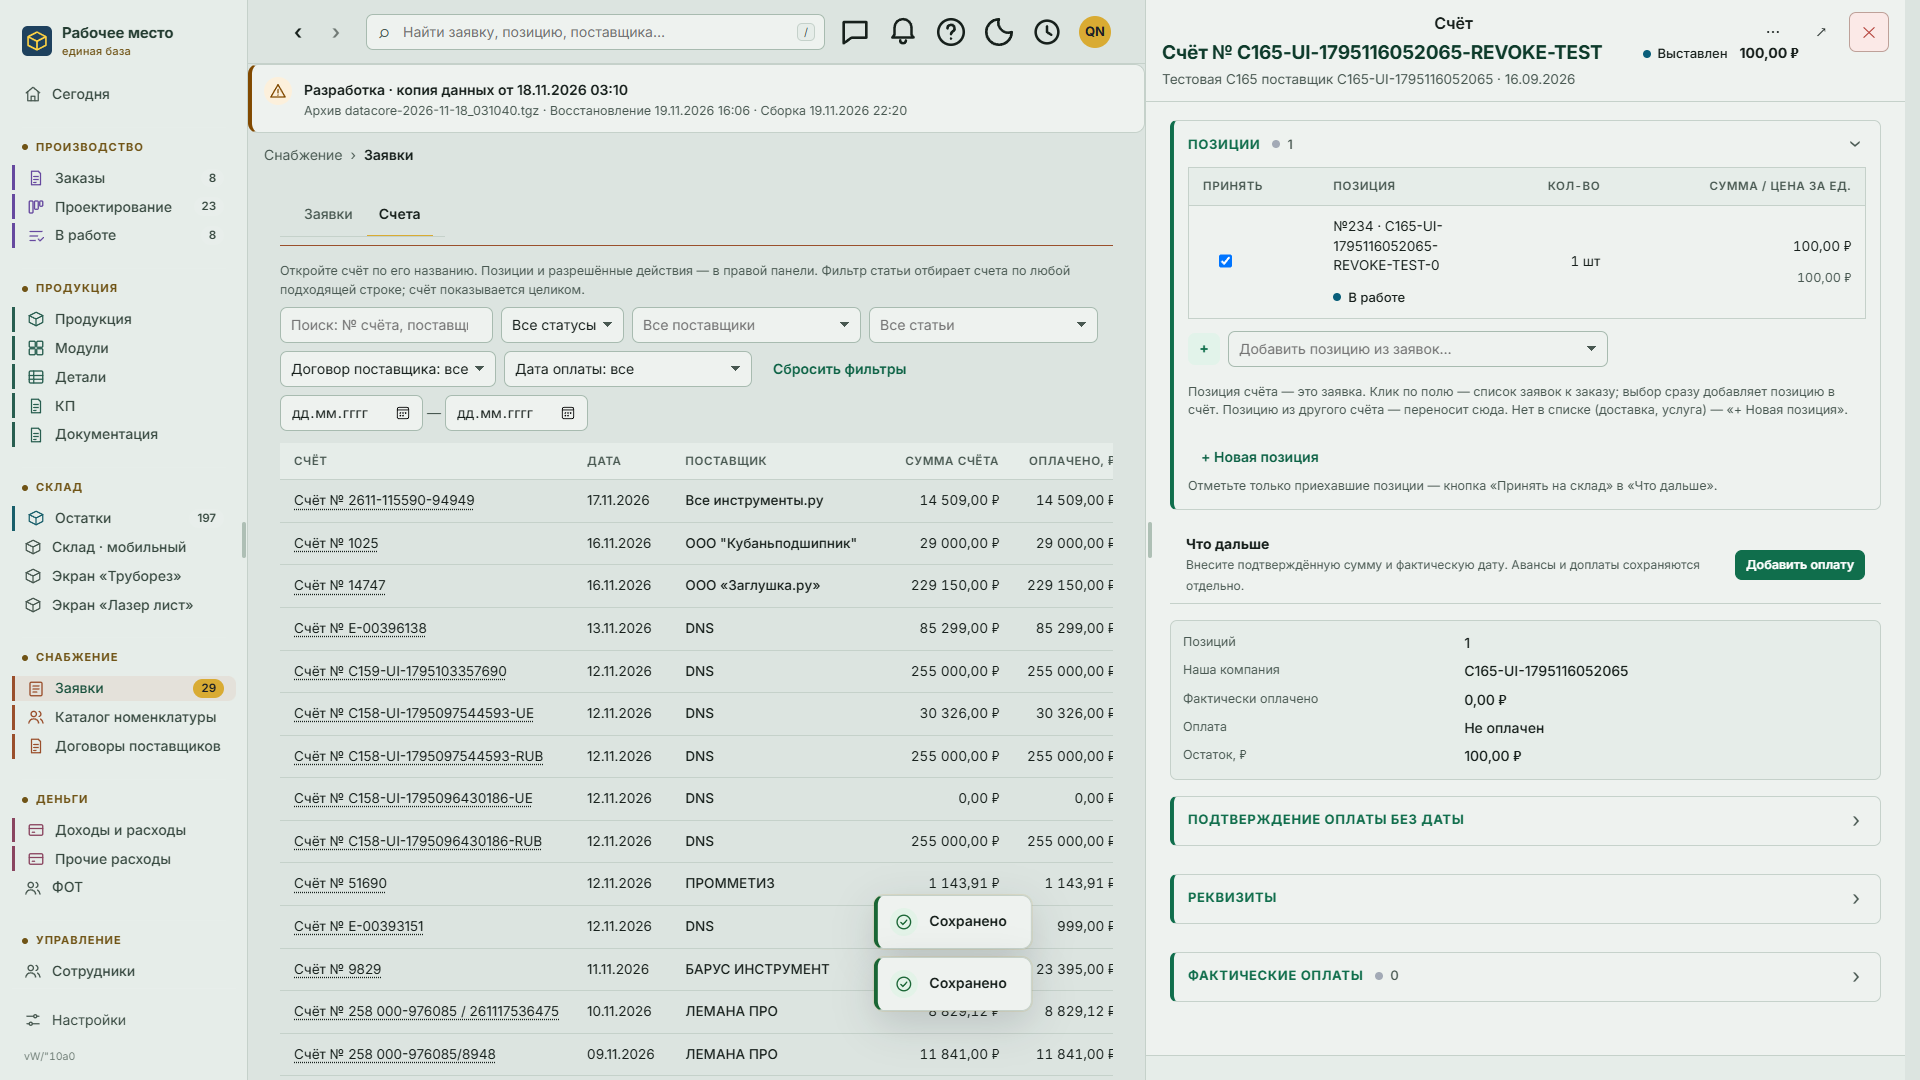 Рабочее место
единая база
Сегодня
ПРОИЗВОДСТВО
Заказы 8
Проектирование 23
В работе 8
ПРОДУКЦИЯ
Продукция
Модули
Детали
КП
Документация
СКЛАД
Остатки 197
Склад · мобильный
Экран «Труборез»
Экран «Лазер лист»
СНАБЖЕНИЕ
Заявки 29
Каталог номенклатуры
Договоры поставщиков
ДЕНЬГИ
Доходы и расходы
Прочие расходы
ФОТ
УПРАВЛЕНИЕ
Сотрудники
Настройки
vW/"10a0
Найти заявку, позицию, поставщика... /
QN
Разработка · копия данных от 18.11.2026 03:10
Архив datacore-2026-11-18_031040.tgz · Восстановление 19.11.2026 16:06 · Сборка 19.11.2026 22:20
Снабжение › Заявки
Заявки Счета
Откройте счёт по его названию. Позиции и разрешённые действия — в правой панели. Фильтр статьи отбирает счета по любой
подходящей строке; счёт показывается целиком.
Поиск: № счёта, поставщи Все статусы Все поставщики Все статьи
Договор поставщика: все Дата оплаты: все Сбросить фильтры
дд.мм.гггг — дд.мм.гггг
СЧЁТ ДАТА ПОСТАВЩИК СУММА СЧЁТА ОПЛАЧЕНО, ₽
Счёт № 2611-115590-94949 17.11.2026 Все инструменты.ру 14 509,00 ₽ 14 509,00 ₽
Счёт № 1025 16.11.2026 ООО "Кубаньподшипник" 29 000,00 ₽ 29 000,00 ₽
Счёт № 14747 16.11.2026 ООО «Заглушка.ру» 229 150,00 ₽ 229 150,00 ₽
Счёт № Е-00396138 13.11.2026 DNS 85 299,00 ₽ 85 299,00 ₽
Счёт № C159-UI-1795103357690 12.11.2026 DNS 255 000,00 ₽ 255 000,00 ₽
Счёт № C158-UI-1795097544593-UE 12.11.2026 DNS 30 326,00 ₽ 30 326,00 ₽
Счёт № C158-UI-1795097544593-RUB 12.11.2026 DNS 255 000,00 ₽ 255 000,00 ₽
Счёт № C158-UI-1795096430186-UE 12.11.2026 DNS 0,00 ₽ 0,00 ₽
Счёт № C158-UI-1795096430186-RUB 12.11.2026 DNS 255 000,00 ₽ 255 000,00 ₽
Счёт № 51690 12.11.2026 ПРОММЕТИЗ 1 143,91 ₽ 1 143,91 ₽
Счёт № Е-00393151 12.11.2026 DNS 999,00 ₽
Счёт № 9829 11.11.2026 БАРУС ИНСТРУМЕНТ 23 395,00 ₽
Счёт № 258 000-976085 / 261117536475 10.11.2026 ЛЕМАНА ПРО 8 829,12 ₽ 8 829,12 ₽
Счёт № 258 000-976085/8948 09.11.2026 ЛЕМАНА ПРО 11 841,00 ₽ 11 841,00 ₽
Сохранено
Сохранено
Счёт
Счёт № C165-UI-1795116052065-REVOKE-TEST
Выставлен 100,00 ₽
Тестовая C165 поставщик C165-UI-1795116052065 · 16.09.2026
ПОЗИЦИИ 1
ПРИНЯТЬ ПОЗИЦИЯ КОЛ-ВО СУММА / ЦЕНА ЗА ЕД.
№234 · C165-UI-
1795116052065-
REVOKE-TEST-0
В работе
1 шт
100,00 ₽
100,00 ₽
+ Добавить позицию из заявок...
Позиция счёта — это заявка. Клик по полю — список заявок к заказу; выбор сразу добавляет позицию в
счёт. Позицию из другого счёта — переносит сюда. Нет в списке (доставка, услуга) — «+ Новая позиция».
+ Новая позиция
Отметьте только приехавшие позиции — кнопка «Принять на склад» в «Что дальше».
Что дальше
Внесите подтверждённую сумму и фактическую дату. Авансы и доплаты сохраняются
отдельно.
Добавить оплату
Позиций 1
Наша компания C165-UI-1795116052065
Фактически оплачено 0,00 ₽
Оплата Не оплачен
Остаток, ₽ 100,00 ₽
ПОДТВЕРЖДЕНИЕ ОПЛАТЫ БЕЗ ДАТЫ
РЕКВИЗИТЫ
ФАКТИЧЕСКИЕ ОПЛАТЫ 0